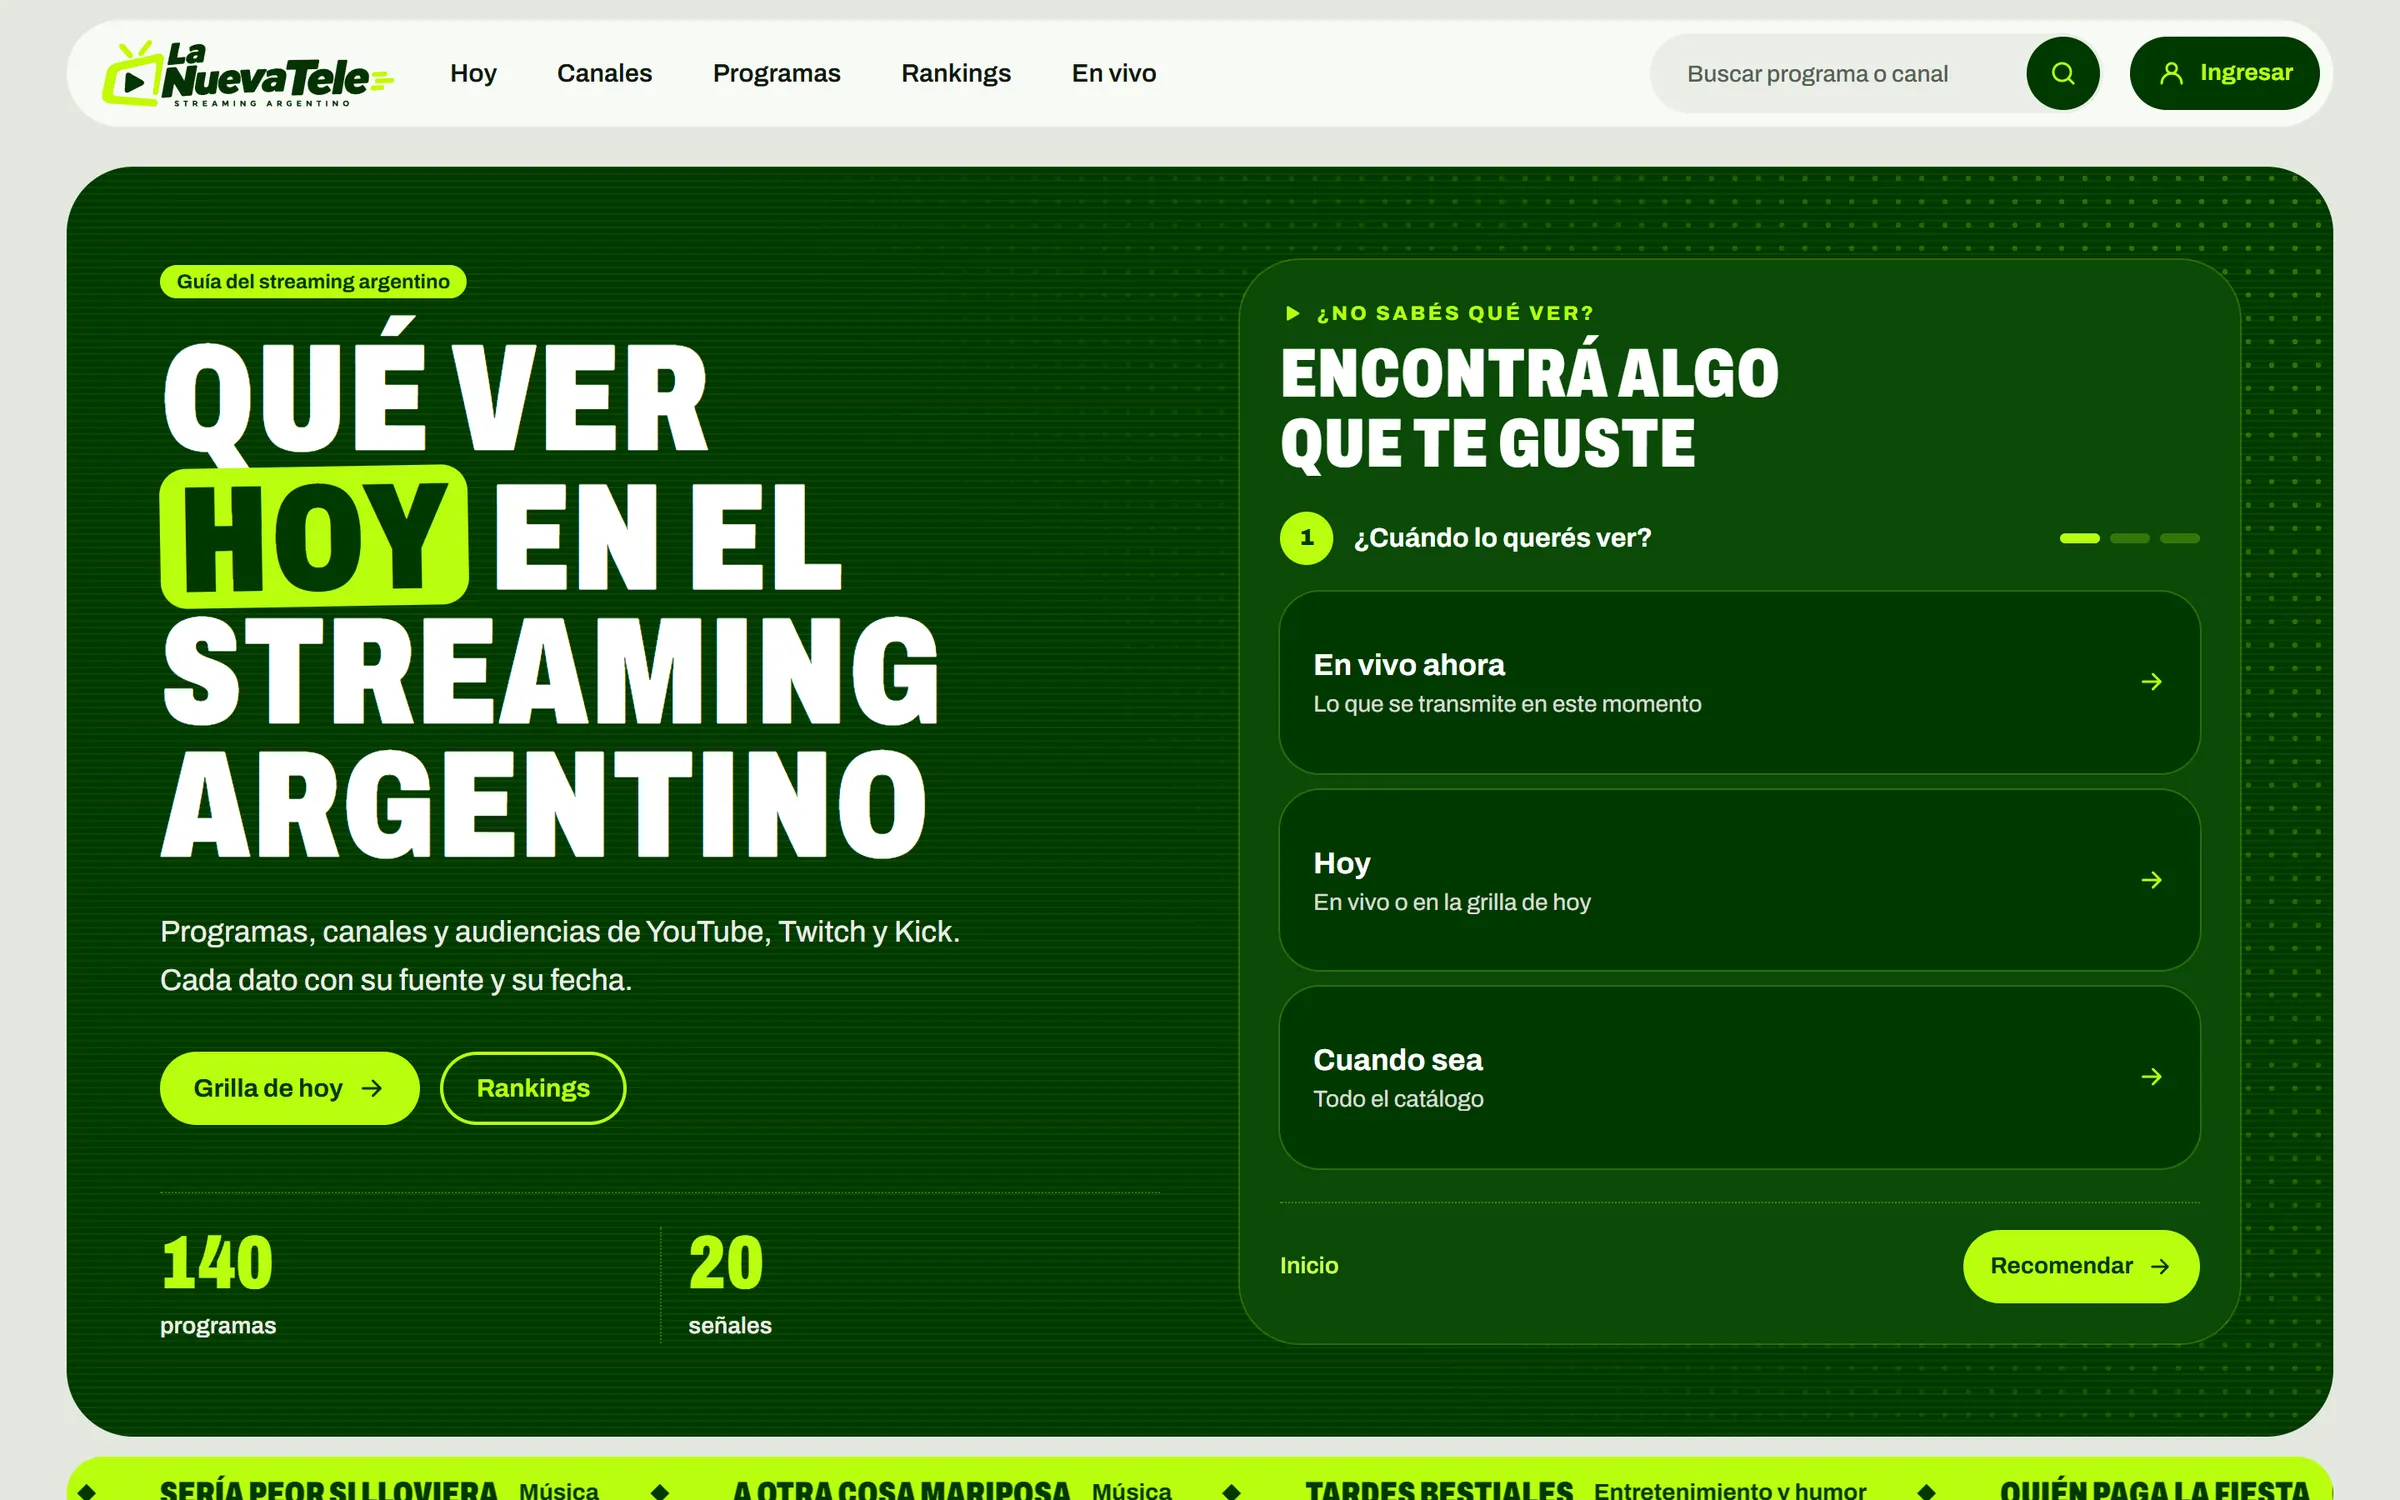 La
NuevaTele
STREAMING ARGENTINO
Hoy
Canales
Programas
Rankings
En vivo
Buscar programa o canal
Ingresar
Guía del streaming argentino
QUÉ VER
HOY EN EL
STREAMING
ARGENTINO
Programas, canales y audiencias de YouTube, Twitch y Kick.
Cada dato con su fuente y su fecha.
Grilla de hoy
Rankings
140
programas
20
señales
¿NO SABÉS QUÉ VER?
ENCONTRÁ ALGO
QUE TE GUSTE
1 ¿Cuándo lo querés ver?
En vivo ahora
Lo que se transmite en este momento
Hoy
En vivo o en la grilla de hoy
Cuando sea
Todo el catálogo
Inicio
Recomendar
SERÍA PEOR SI LLOVIERA Música
A OTRA COSA MARIPOSA Música
TARDES BESTIALES Entretenimiento y humor
QUIÉN PAGA LA FIESTA